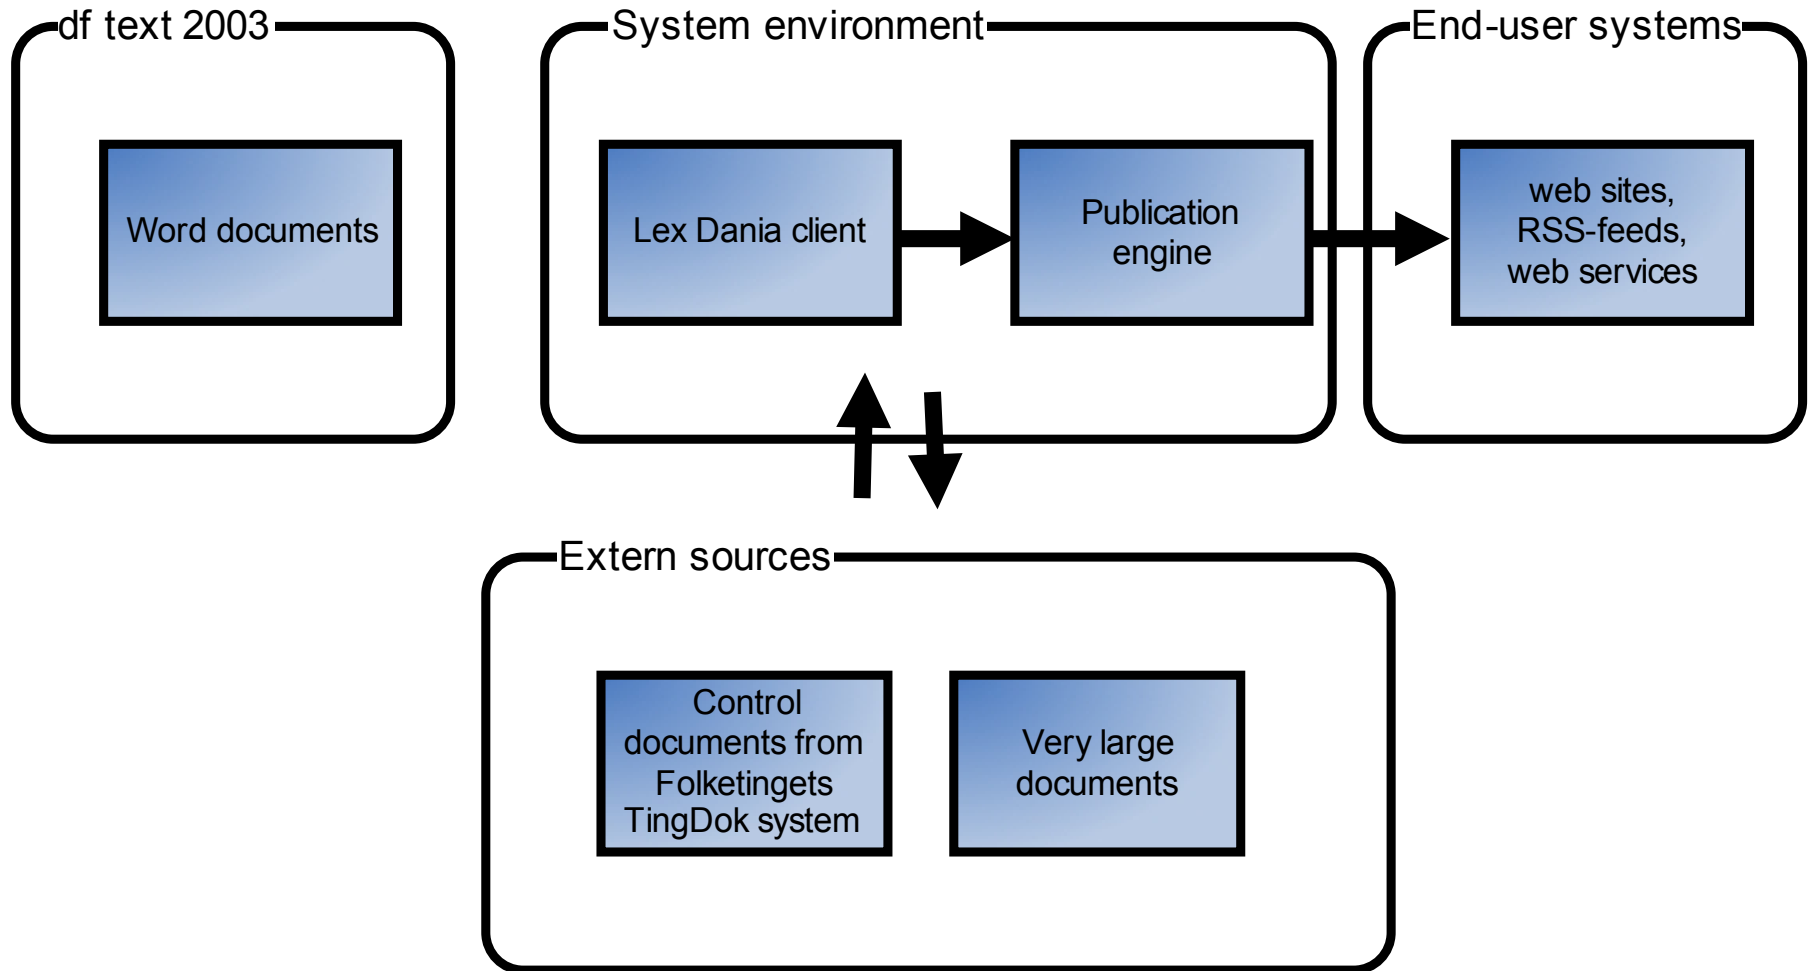 df text 2003
System environment
End-user systems
Word documents
Lex Dania client
Publication
engine
web sites,
RSS-feeds,
web services
Extern sources
Control
documents from
Folketingets
TingDok system
Very large
documents